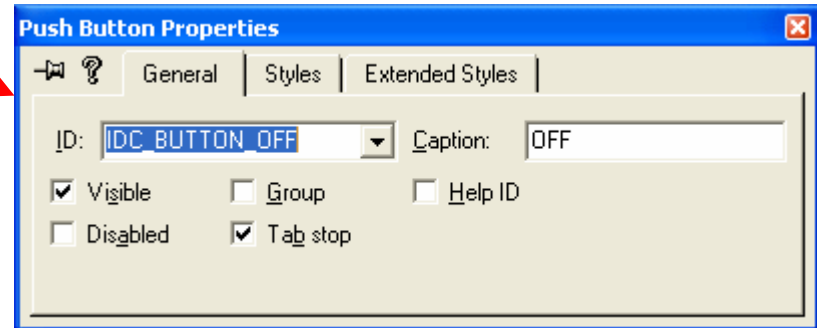 Push Button Properties
General Styles Extended Styles
ID: IDC_BUTTON_OFF Caption: OFF
Visible Group Help ID
Disabled Tab stop